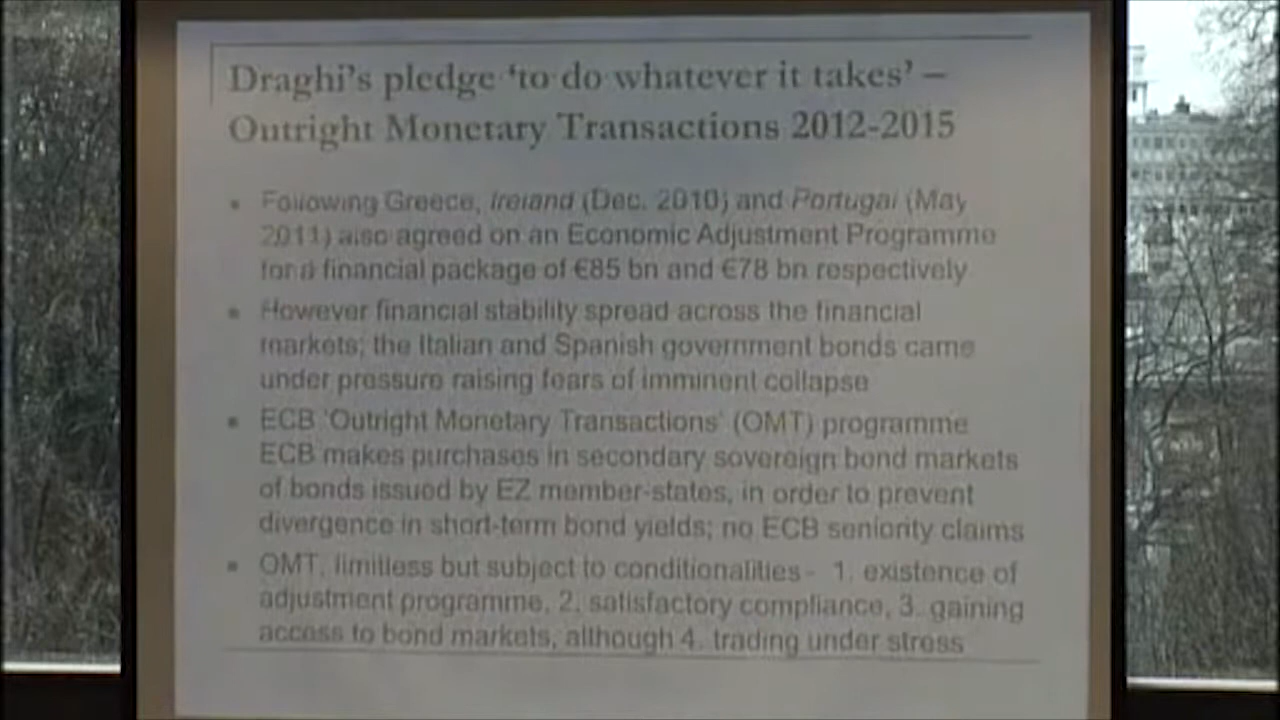 Draghi's pledge 'to do whatever it takes' –
Outright Monetary Transactions 2012-2015
▪ Following Greece, Ireland (Dec. 2010) and Portugal (May
2011) also agreed on an Economic Adjustment Programme
for a financial package of €85 bn and €78 bn respectively
▪ However financial stability spread across the financial
markets; the Italian and Spanish government bonds came
under pressure raising fears of imminent collapse
▪ ECB 'Outright Monetary Transactions' (OMT) programme
ECB makes purchases in secondary sovereign bond markets
of bonds issued by EZ member-states, in order to prevent
divergence in short-term bond yields; no ECB seniority claims
▪ OMT, limitless but subject to conditionalities - 1. existence of
adjustment programme, 2. satisfactory compliance, 3. gaining
access to bond markets, although 4. trading under stress